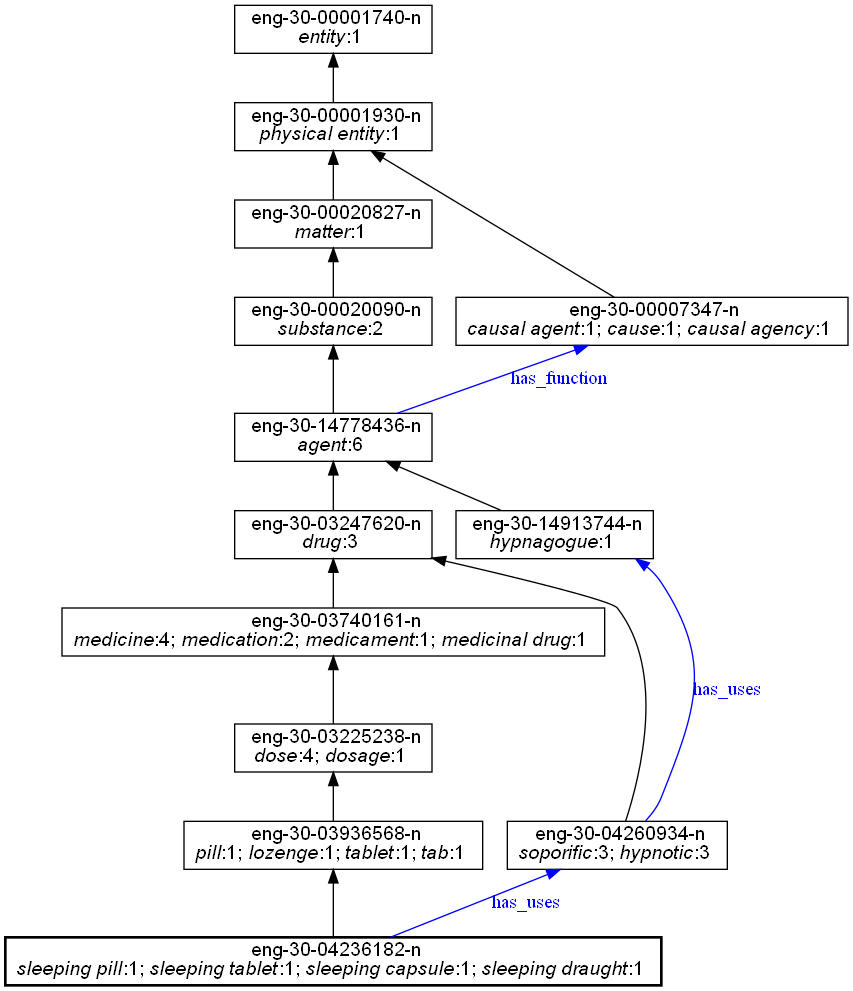 eng-30-00001740-n
entity:1
eng-30-00001930-n
physical entity:1
eng-30-00020827-n
matter:1
eng-30-00020090-n
substance:2
eng-30-00007347-n
causal agent:1; cause:1; causal agency:1
has_function
eng-30-14778436-n
agent:6
eng-30-03247620-n
drug:3
eng-30-14913744-n
hypnagogue:1
eng-30-03740161-n
medicine:4; medication:2; medicament:1; medicinal drug:1
has_uses
eng-30-03225238-n
dose:4; dosage:1
eng-30-03936568-n
pill:1; lozenge:1; tablet:1; tab:1
eng-30-04260934-n
soporific:3; hypnotic:3
has_uses
eng-30-04236182-n
sleeping pill:1; sleeping tablet:1; sleeping capsule:1; sleeping draught:1